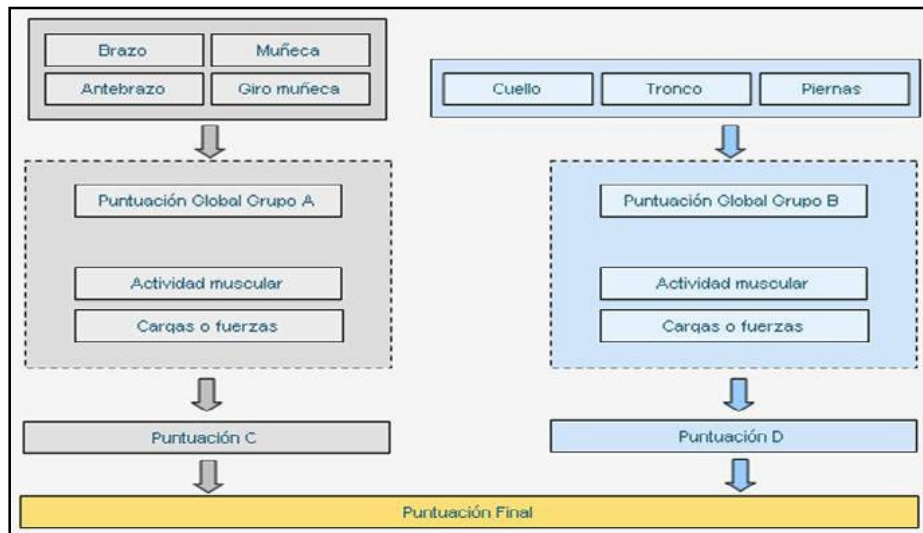 Brazo
Muñeca
Antebrazo
Giro muñeca
Puntuación Global Grupo A
Actividad muscular
Cargas o fuerzas
Puntuación C
Cuello
Tronco
Piernas
Puntuación Global Grupo B
Actividad muscular
Cargas o fuerzas
Puntuación D
Puntuación Final